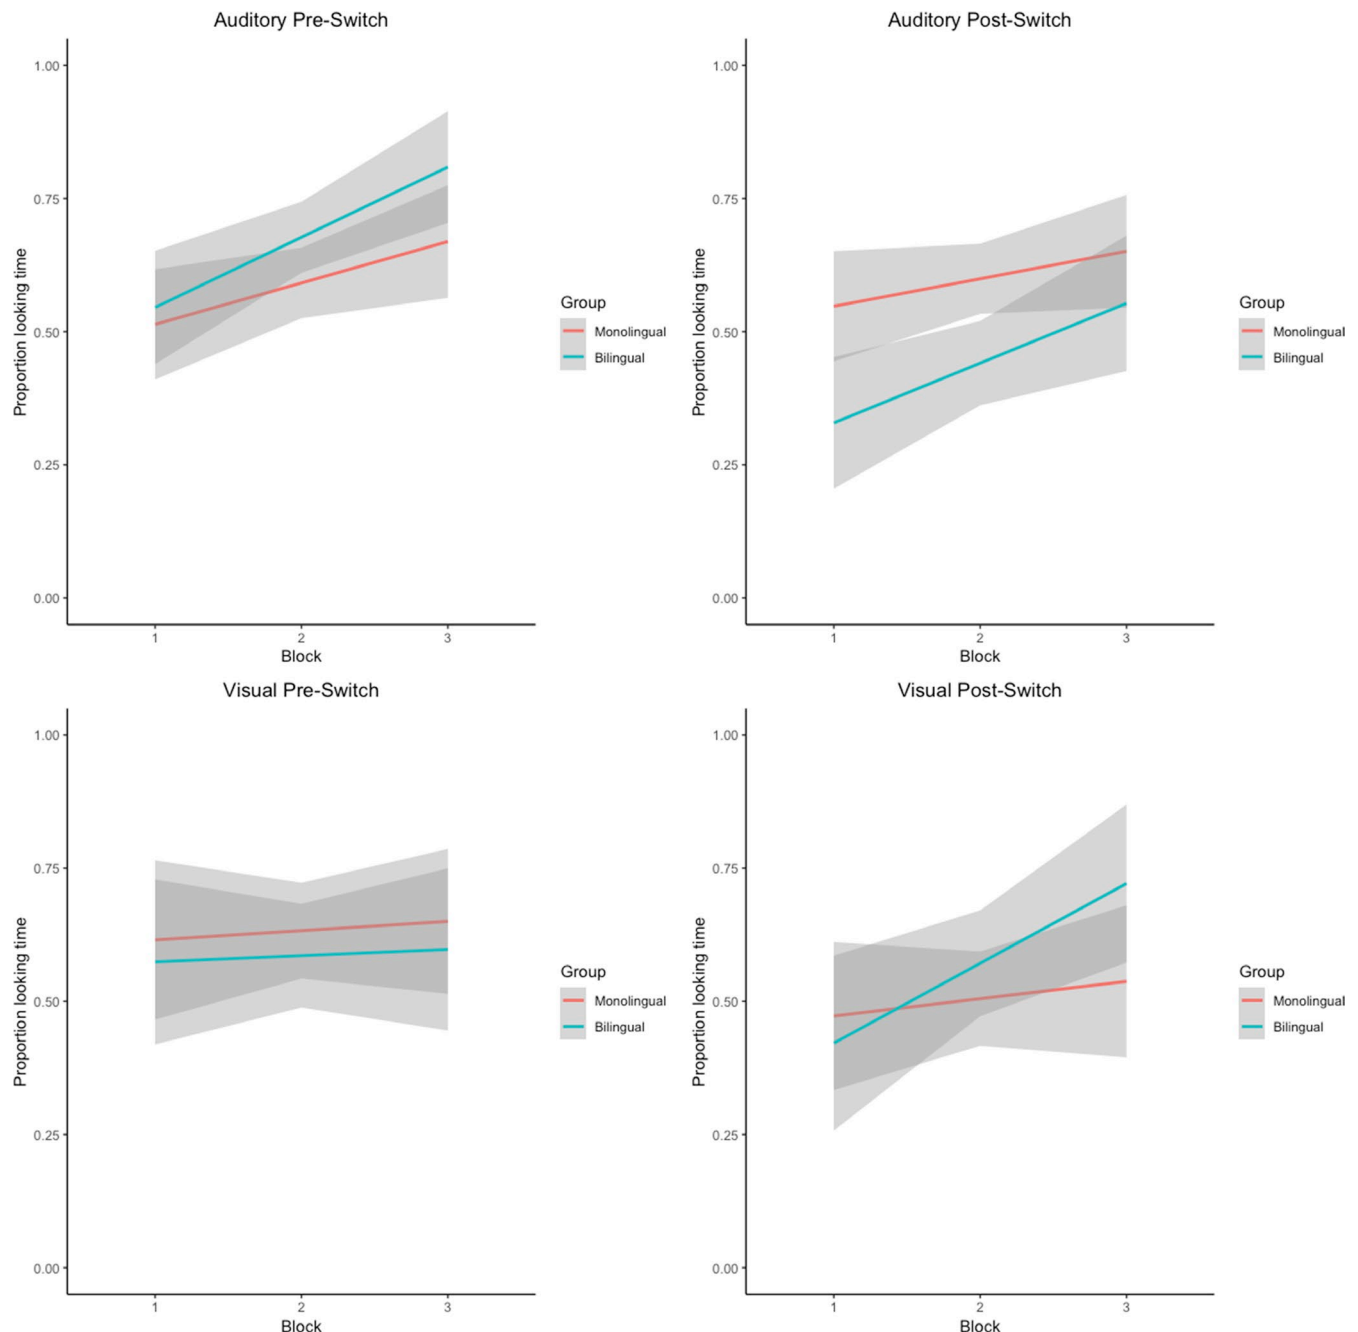 Auditory Pre-Switch
1.00
0.75
0.50
0.25
0.00
Proportion looking time
1 2 3
Block
Group
Monolingual
Bilingual
Auditory Post-Switch
1.00
0.75
0.50
0.25
0.00
Proportion looking time
1 2 3
Block
Group
Monolingual
Bilingual
Visual Pre-Switch
1.00
0.75
0.50
0.25
0.00
Proportion looking time
1 2 3
Block
Group
Monolingual
Bilingual
Visual Post-Switch
1.00
0.75
0.50
0.25
0.00
Proportion looking time
1 2 3
Block
Group
Monolingual
Bilingual